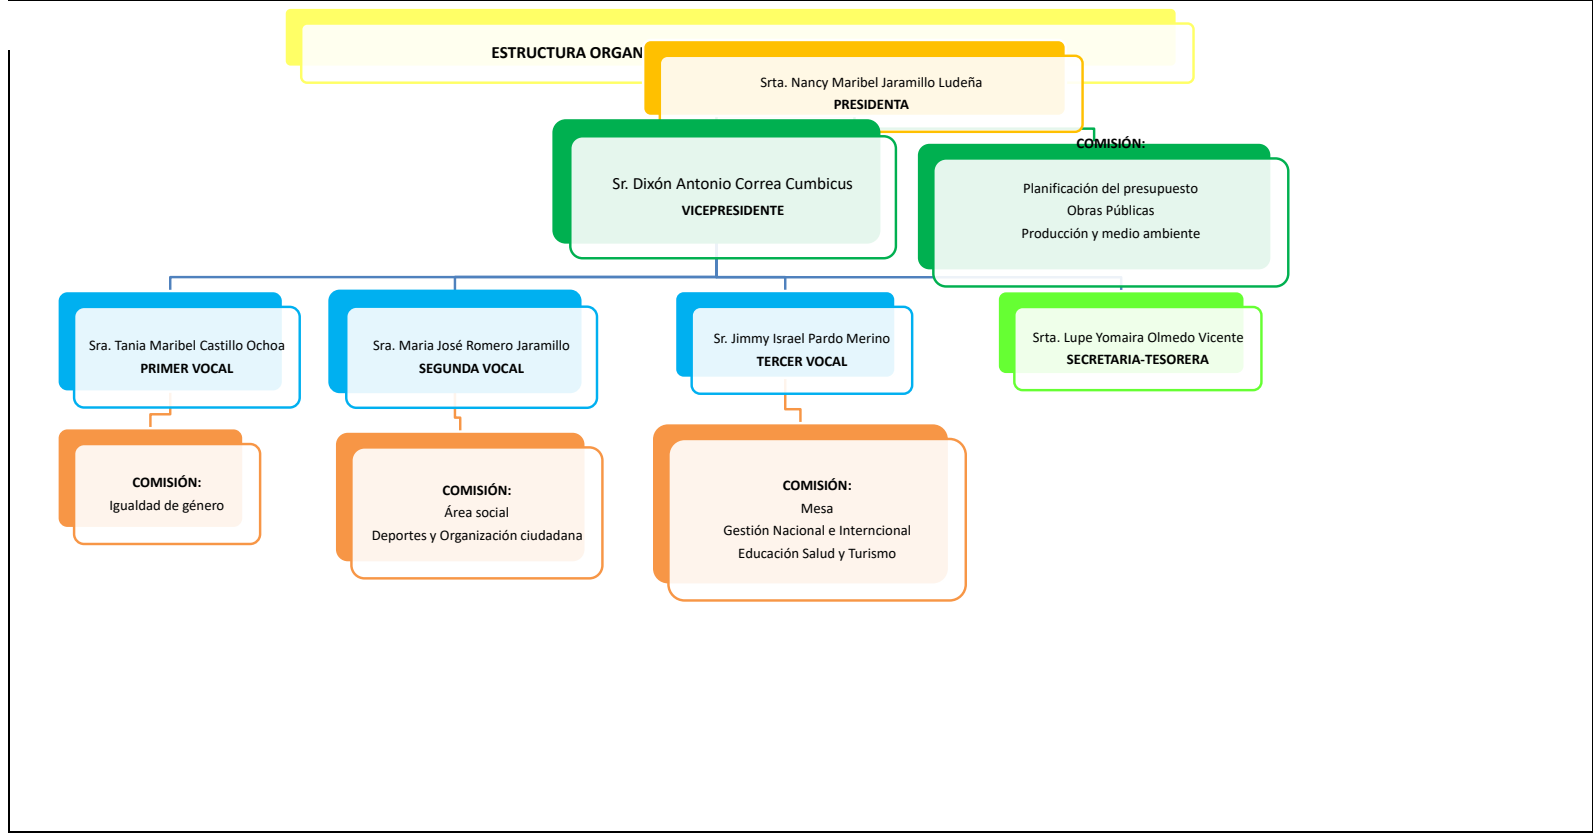 ESTRUCTURA ORGAN
Srta. Nancy Maribel Jaramillo Ludeña
PRESIDENTA
Sr. Dixón Antonio Correa Cumbicus
VICEPRESIDENTE
COMISIÓN:
Planificación del presupuesto
Obras Públicas
Producción y medio ambiente
Sra. Tania Maribel Castillo Ochoa
PRIMER VOCAL
Sra. Maria José Romero Jaramillo
SEGUNDA VOCAL
Sr. Jimmy Israel Pardo Merino
TERCER VOCAL
Srta. Lupe Yomaira Olmedo Vicente
SECRETARIA-TESORERA
COMISIÓN:
Igualdad de género
COMISIÓN:
Área social
Deportes y Organización ciudadana
COMISIÓN:
Mesa
Gestión Nacional e Interncional
Educación Salud y Turismo